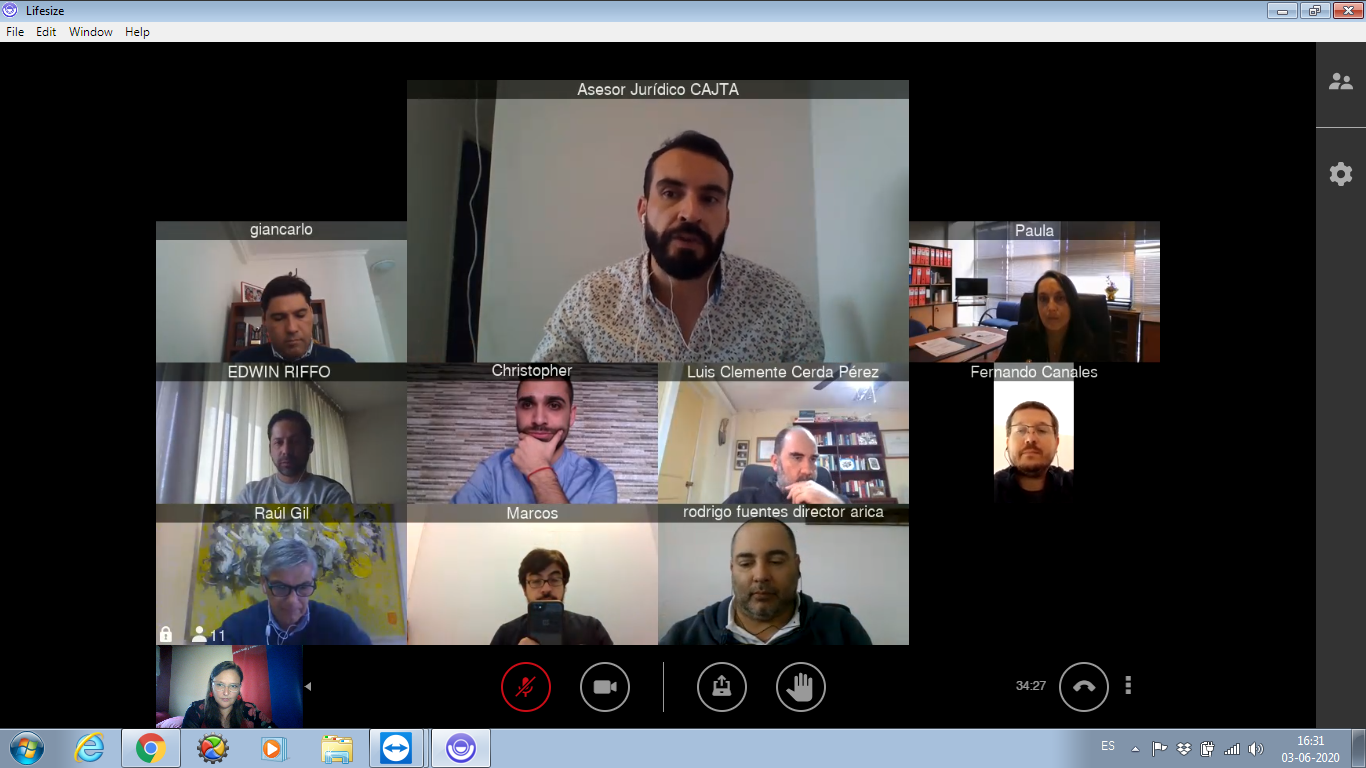 Lifesize
File Edit Window Help
Asesor Jurídico CAJTA
giancarlo
Paula
EDWIN RIFFO
Christopher
Luis Clemente Cerda Pérez
Fernando Canales
Raúl Gil
Marcos
rodrigo fuentes director arica
11
34:27
ES
16:31
03-06-2020